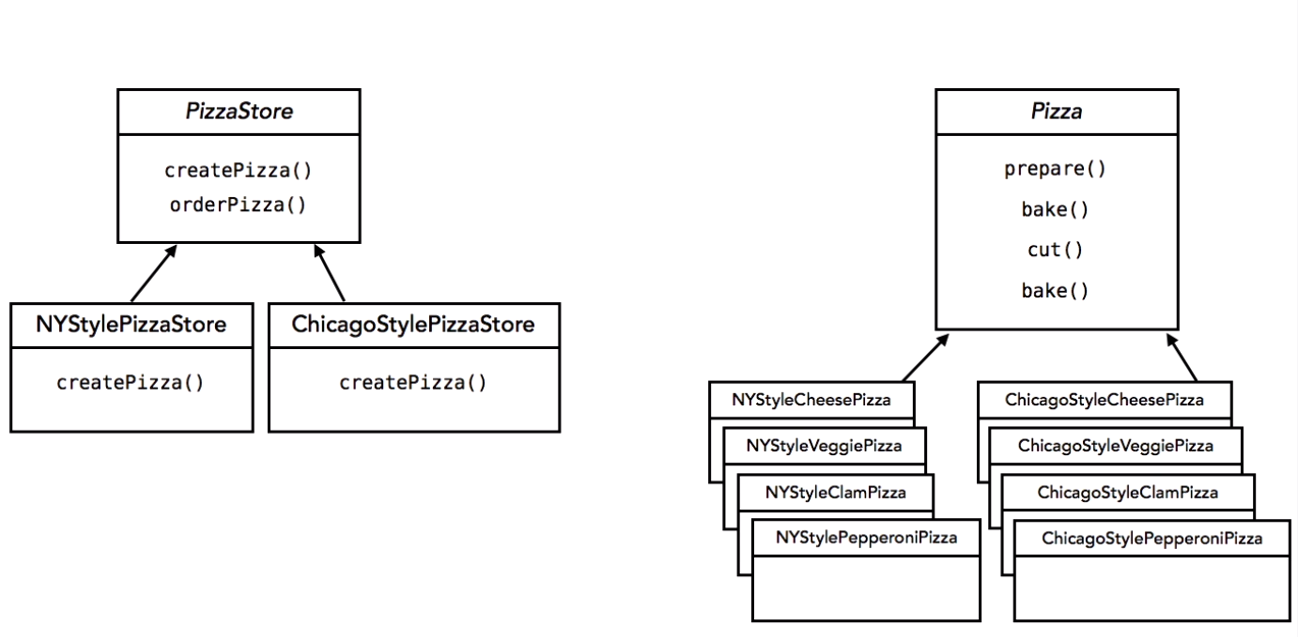 PizzaStore
createPizza()
orderPizza()
NYStylePizzaStore
createPizza()
ChicagoStylePizzaStore
createPizza()
Pizza
prepare()
bake()
cut()
bake()
NYStyleCheesePizza
NYStyleVeggiePizza
NYStyleClamPizza
NYStylePepperoniPizza
ChicagoStyleCheesePizza
ChicagoStyleVeggiePizza
ChicagoStyleClamPizza
ChicagoStylePepperoniPizza